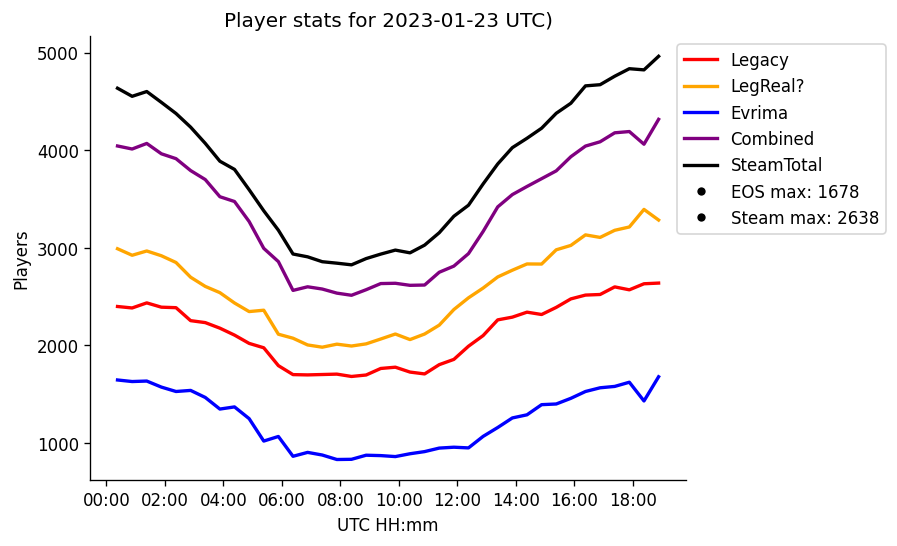 Player stats for 2023-01-23 UTC)
Legacy
LegReal?
Evrima
Combined
SteamTotal
EOS max: 1678
Steam max: 2638
Players
5000
4000
3000
2000
1000
00:00 02:00 04:00 06:00 08:00 10:00 12:00 14:00 16:00 18:00
UTC HH:mm